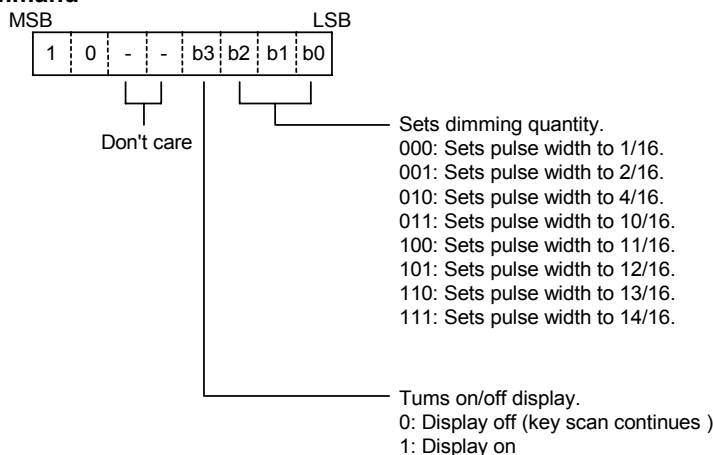 MSB LSB
1 0 - - b3 b2 b1 b0
Don't care
Sets dimming quantity.
000: Sets pulse width to 1/16.
001: Sets pulse width to 2/16.
010: Sets pulse width to 4/16.
011: Sets pulse width to 10/16.
100: Sets pulse width to 11/16.
101: Sets pulse width to 12/16.
110: Sets pulse width to 13/16.
111: Sets pulse width to 14/16.
Tums on/off display.
0: Display off (key scan continues )
1: Display on